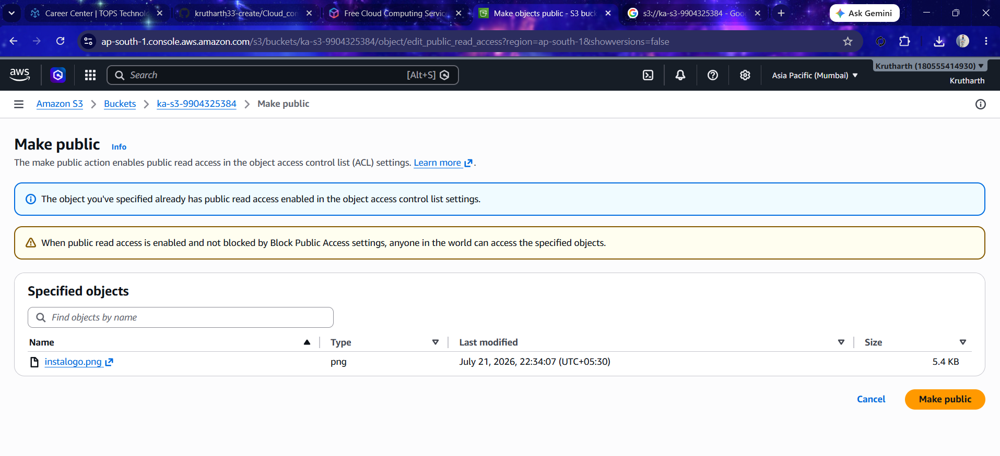 Career Center | TOPS Technol
krutharth33-create/Cloud_con
Free Cloud Computing Servic
Make objects public - S3 buck
s3://ka-s3-9904325384 - Goo
Ask Gemini
ap-south-1.console.aws.amazon.com/s3/buckets/ka-s3-9904325384/object/edit_public_read_access?region=ap-south-1&showversions=false
aws
Search
[Alt+S]
Asia Pacific (Mumbai)
Krutharth (180555414930)
Krutharth
Amazon S3
Buckets
ka-s3-9904325384
Make public
Make public
Info
The make public action enables public read access in the object access control list (ACL) settings. Learn more .
The object you've specified already has public read access enabled in the object access control list settings.
When public read access is enabled and not blocked by Block Public Access settings, anyone in the world can access the specified objects.
Specified objects
Find objects by name
Name
Type
Last modified
Size
instalogo.png
png
July 21, 2026, 22:34:07 (UTC+05:30)
5.4 KB
Cancel
Make public